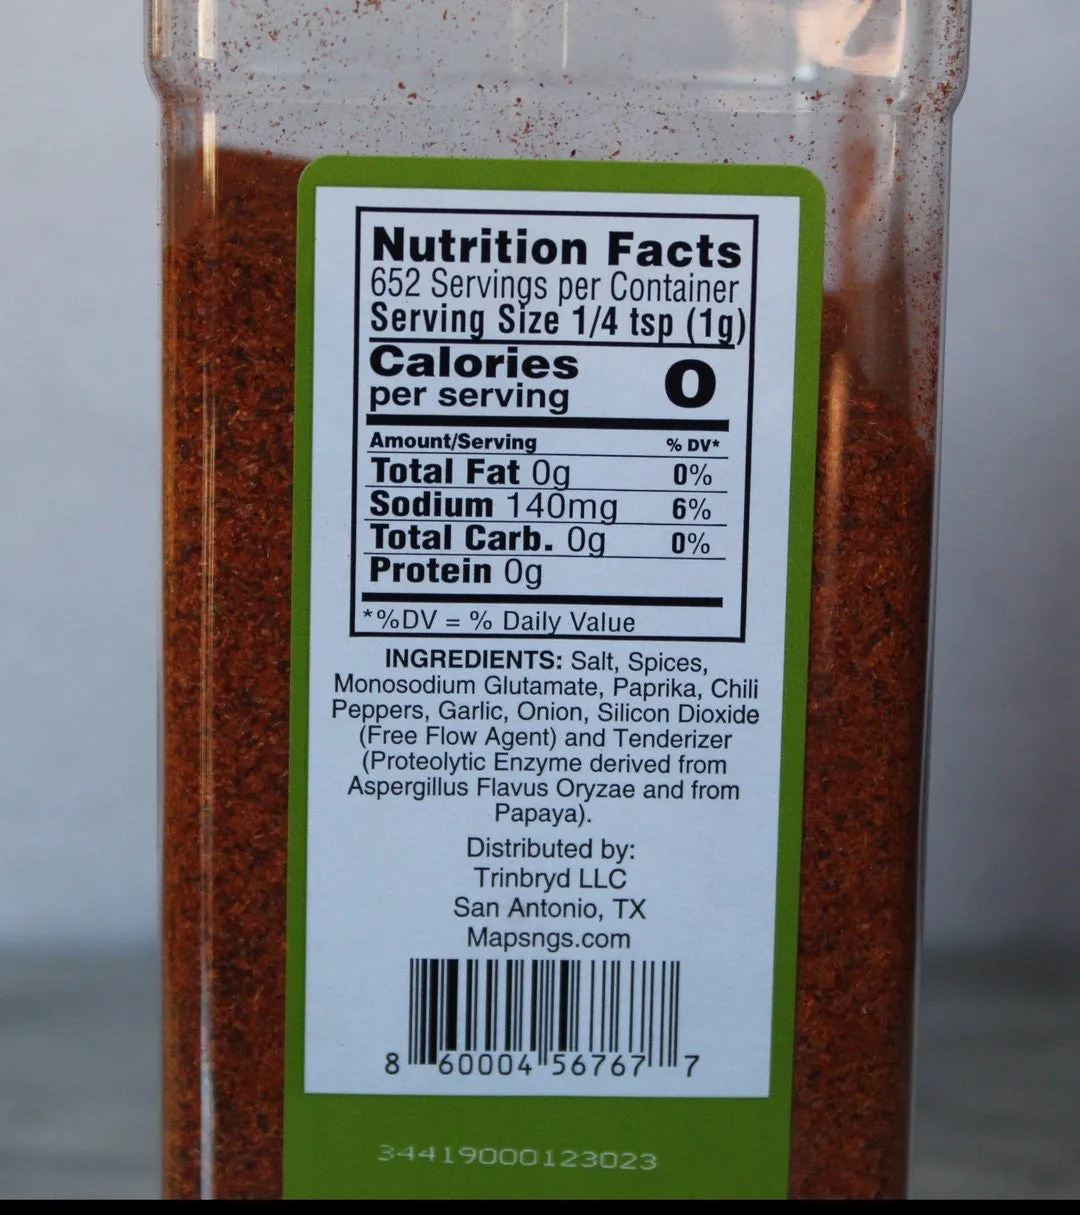 Nutrition Facts
652 Servings per Container
Serving Size 1/4 tsp (1g)
Calories
per serving 0
Amount/Serving % DV*
Total Fat 0g 0%
Sodium 140mg 6%
Total Carb. 0g 0%
Protein 0g
*%DV = % Daily Value
INGREDIENTS: Salt, Spices,
Monosodium Glutamate, Paprika, Chili
Peppers, Garlic, Onion, Silicon Dioxide
(Free Flow Agent) and Tenderizer
(Proteolytic Enzyme derived from
Aspergillus Flavus Oryzae and from
Papaya).
Distributed by:
Trinbryd LLC
San Antonio, TX
Mapsngs.com
8 60004 56767 7
34419000123023